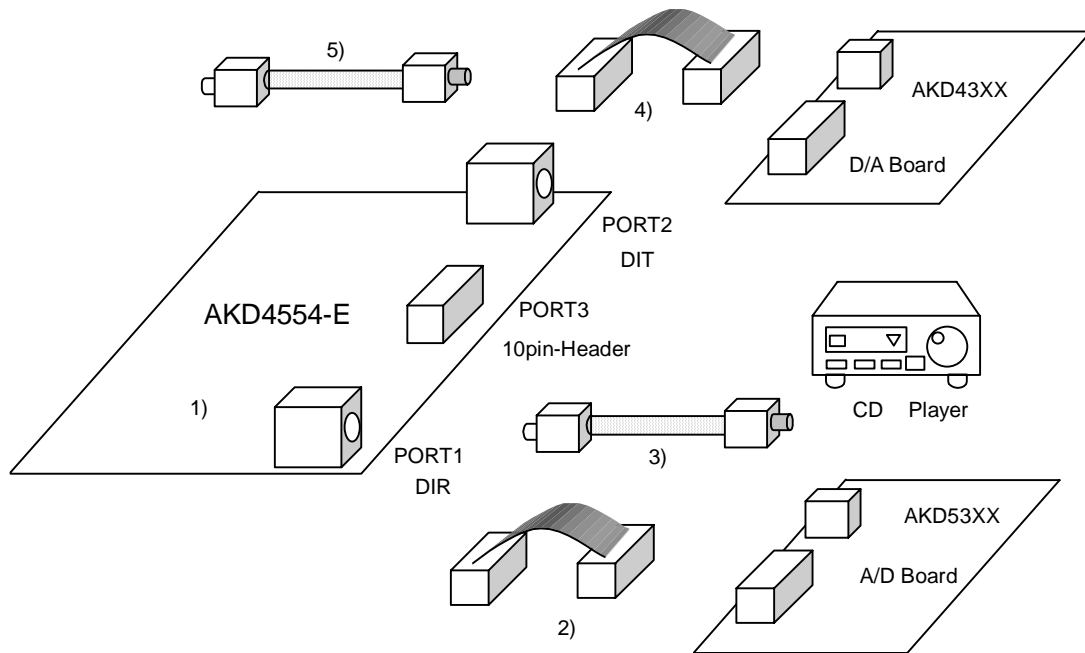 5)
4)
AKD43XX
D/A Board
PORT2
DIT
AKD4554-E
PORT3
10pin-Header
1)
CD Player
3)
PORT1
DIR
AKD53XX
A/D Board
2)